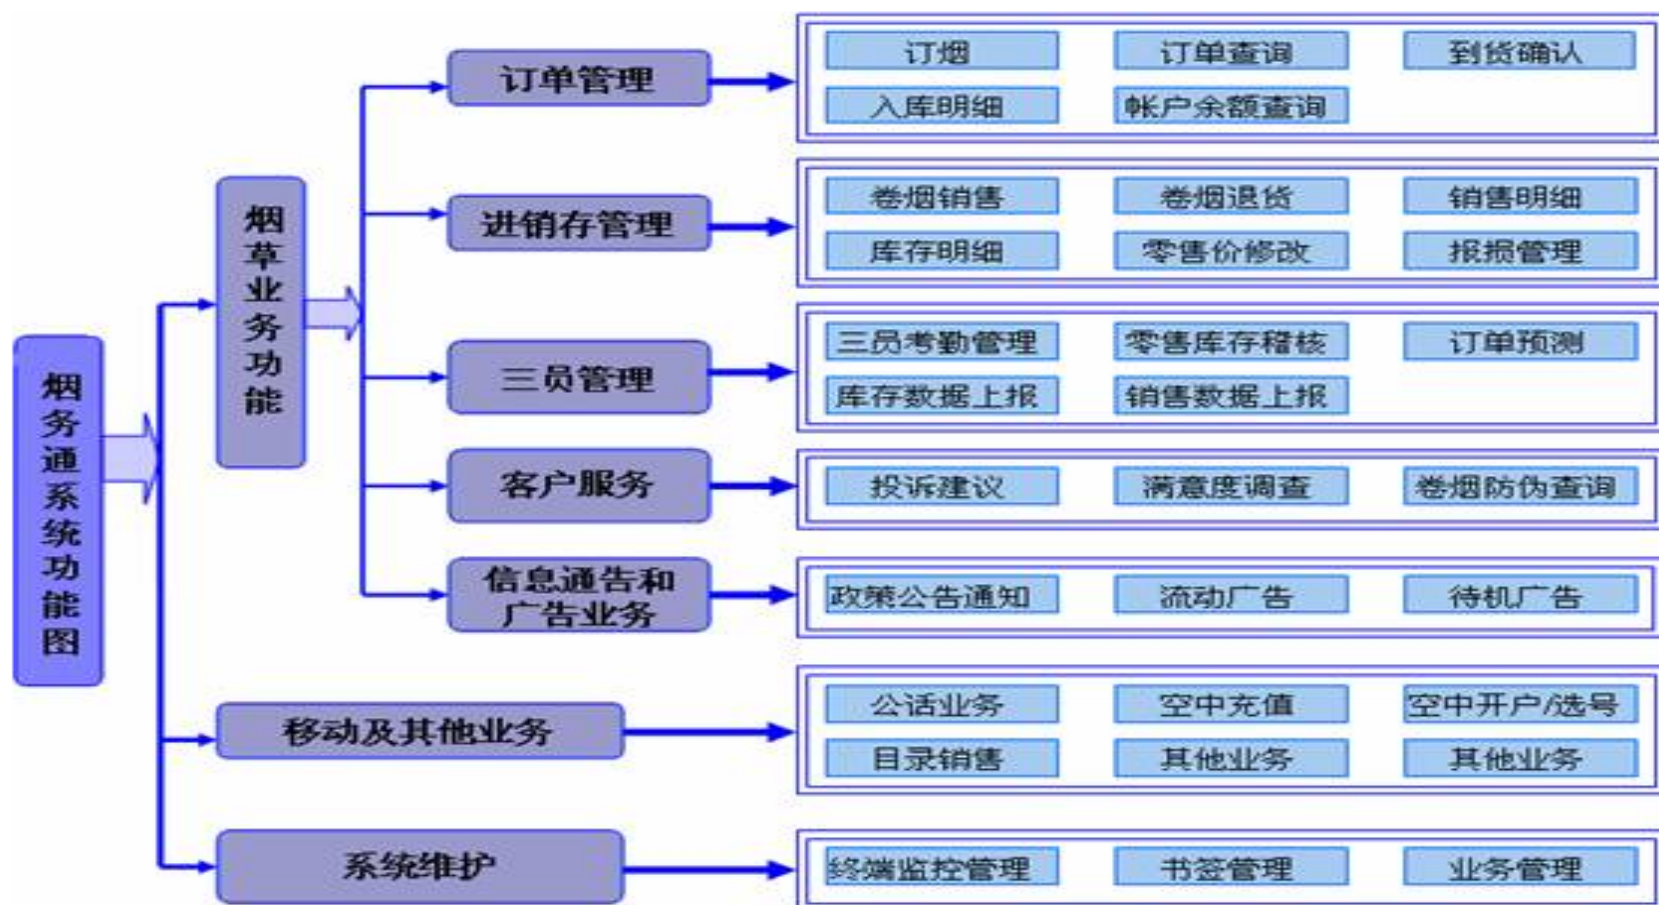 烟务通系统功能图
烟草业务功能
订单管理
订烟
订单查询
到货确认
入库明细
帐户余额查询
进销存管理
卷烟销售
卷烟退货
销售明细
库存明细
零售价修改
报损管理
三员管理
三员考勤管理
零售库存稽核
订单预测
库存数据上报
销售数据上报
客户服务
投诉建议
满意度调查
卷烟防伪查询
信息通告和
广告业务
政策公告通知
流动广告
待机广告
移动及其他业务
公话业务
空中充值
空中开户/选号
目录销售
其他业务
其他业务
系统维护
终端监控管理
书签管理
业务管理